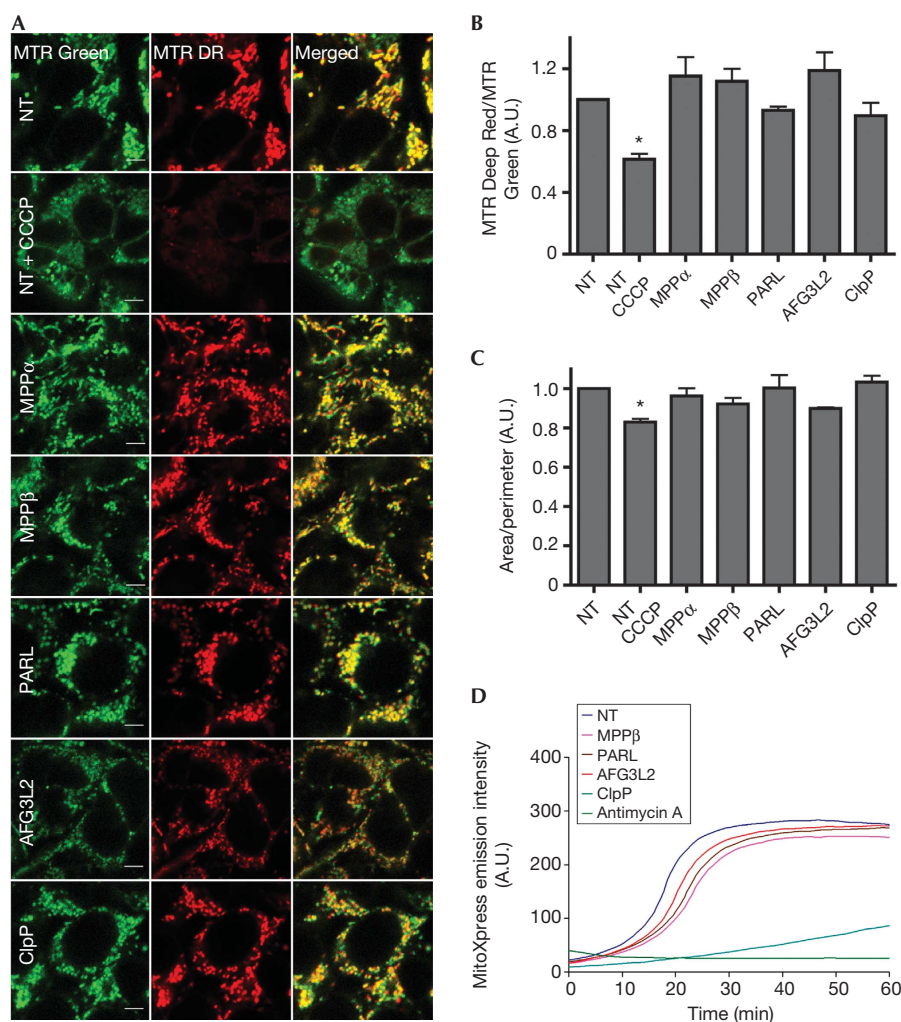 A
MTR Green MTR DR Merged
NT
NT + CCCP
MPPα
MPPβ
PARL
AFG3L2
ClpP
B
MTR Deep Red/MTR
Green (A.U.)
1.2
0.8
0.4
0
*
NT
NT
CCCP
MPPα
MPPβ
PARL
AFG3L2
ClpP
C
Area/perimeter (A.U.)
1.0
0.8
0.6
0.4
0.2
0
*
NT
NT
CCCP
MPPα
MPPβ
PARL
AFG3L2
ClpP
D
NT
MPPβ
PARL
AFG3L2
ClpP
Antimycin A
MitoXpress emission intensity
(A.U.)
400
300
200
100
0
0 10 20 30 40 50 60
Time (min)